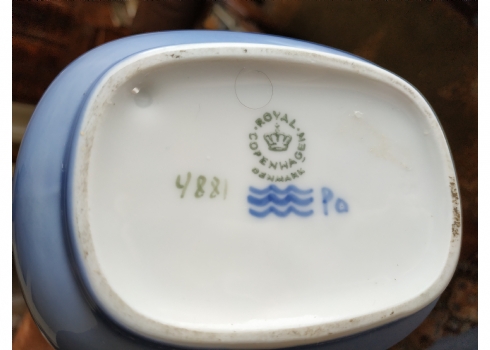 ROYAL
COPENHAGEN
DENMARK
4881
Po